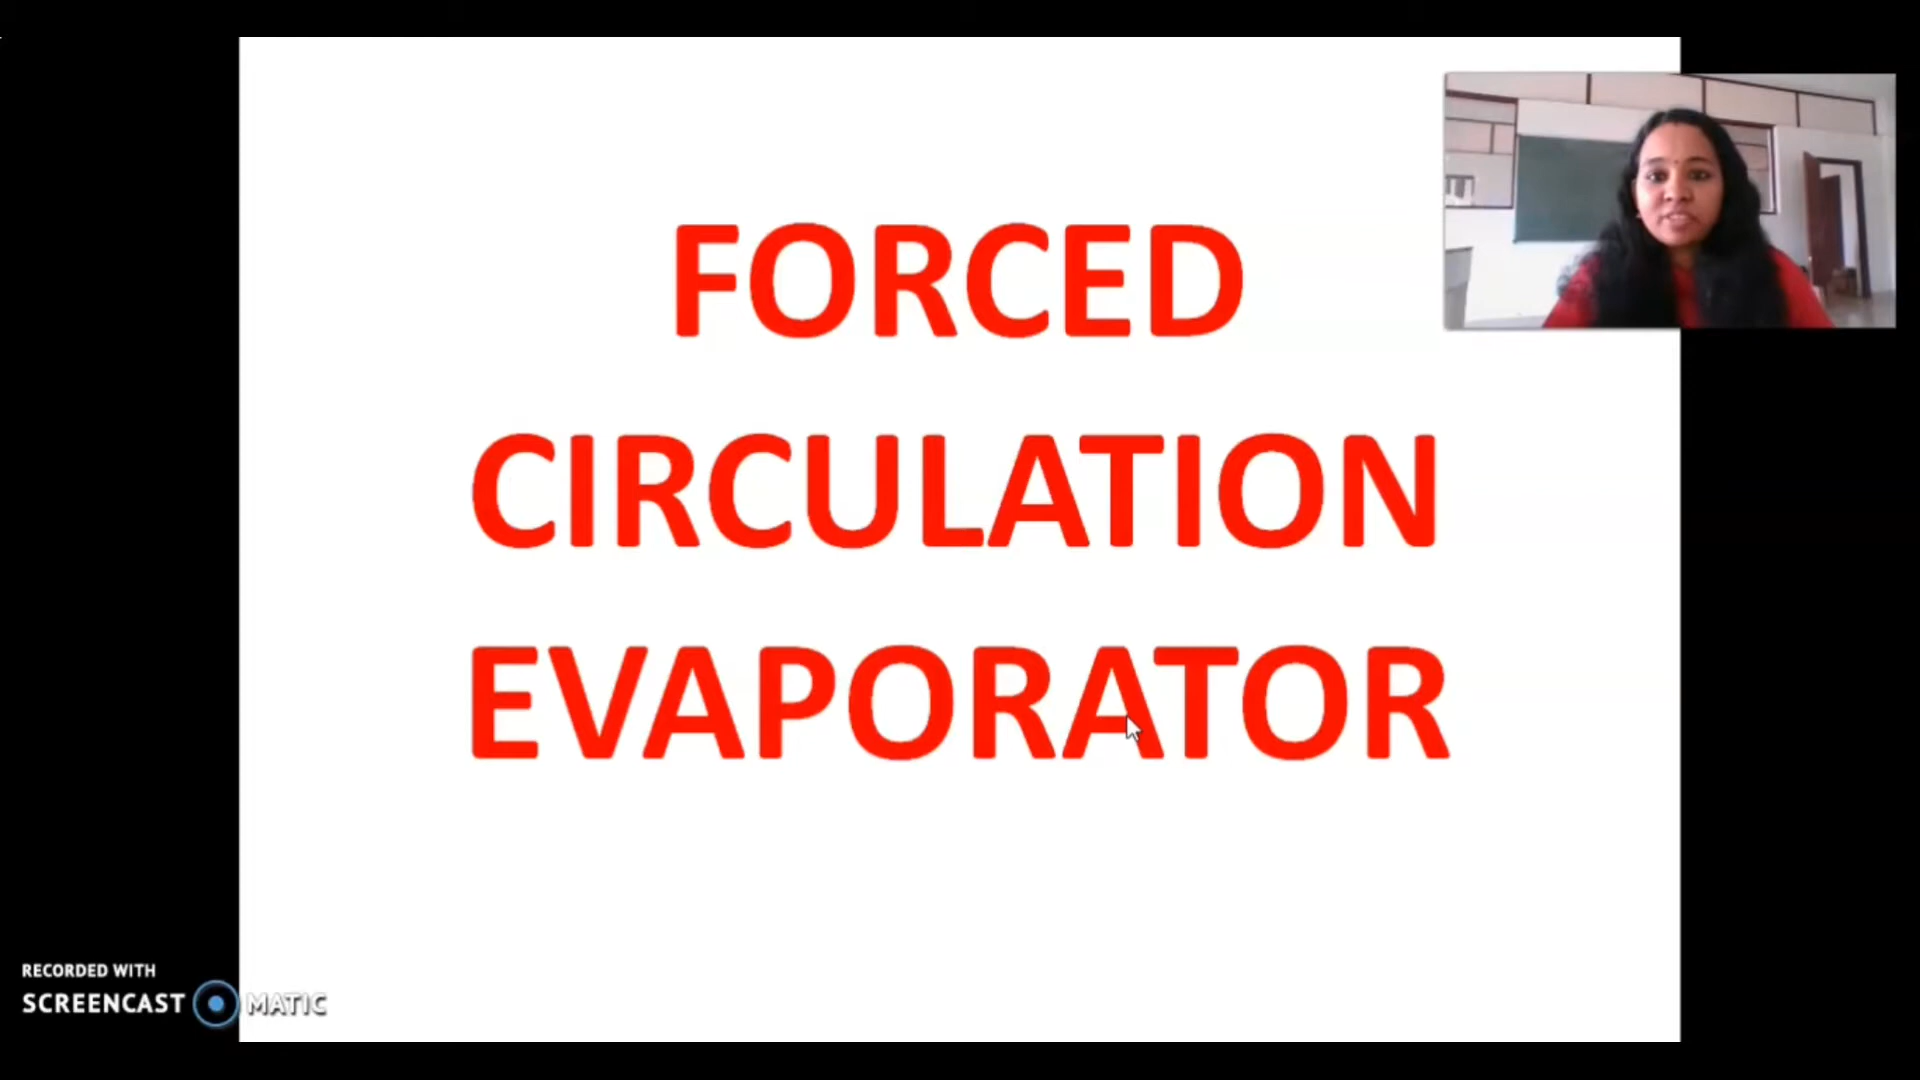 FORCED
CIRCULATION
EVAPORATOR
RECORDED WITH
SCREENCAST MATIC